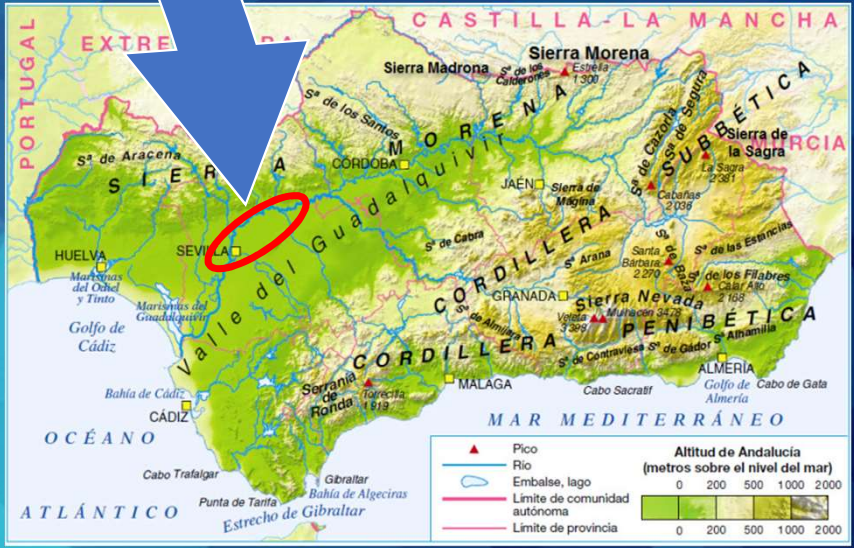 CASTILLA-LA MANCHA
PORTUGAL
Sierra Morena
Sierra Madrona
Sª de los
Calderones
Estrella
1 300
Sª de los Santos
MORENA
SIERRA
Sª de Aracena
CÓRDOBA
JAÉN
Sierra de
Mágina
Sª de Cazorla
Sª de Segura
SUBBÉTICA
MURCIA
Sierra de
la Sagra
La Sagra
2 381
Cabañas
2 036
HUELVA
SEVILLA
Valle del Guadalquivir
Sª de Cabra
CORDILLERA
Sª Arana
Santa
Bárbara
2 270
Sª de Baza
Sª de las Estancias
Sª de los Filabres
Calar Alto
2 168
Marismas
del Odiel
y Tinto
Marismas del
Guadalquivir
Golfo de
Cádiz
GRANADA
Sierra Nevada
Veleta
3 398
Mulhacén 3478
PENIBÉTICA
Sª de Almijara
CORDILLERA
Sª de Contraviesa
Sª de Gádor
Sª Alhamilla
ALMERÍA
Golfo de
Almería
Cabo de Gata
Serranía
de
Ronda
Torrecilla
1 919
MÁLAGA
Cabo Sacratif
Bahía de Cádiz
CÁDIZ
MAR MEDITERRÁNEO
OCÉANO
ATLÁNTICO
Cabo Trafalgar
Punta de Tarifa
Gibraltar
Bahía de Algeciras
Estrecho de Gibraltar
Pico
Río
Embalse, lago
Límite de comunidad
autónoma
Límite de provincia
Altitud de Andalucía
(metros sobre el nivel del mar)
0 200 500 1000 2000
0 200 500 1000 2000